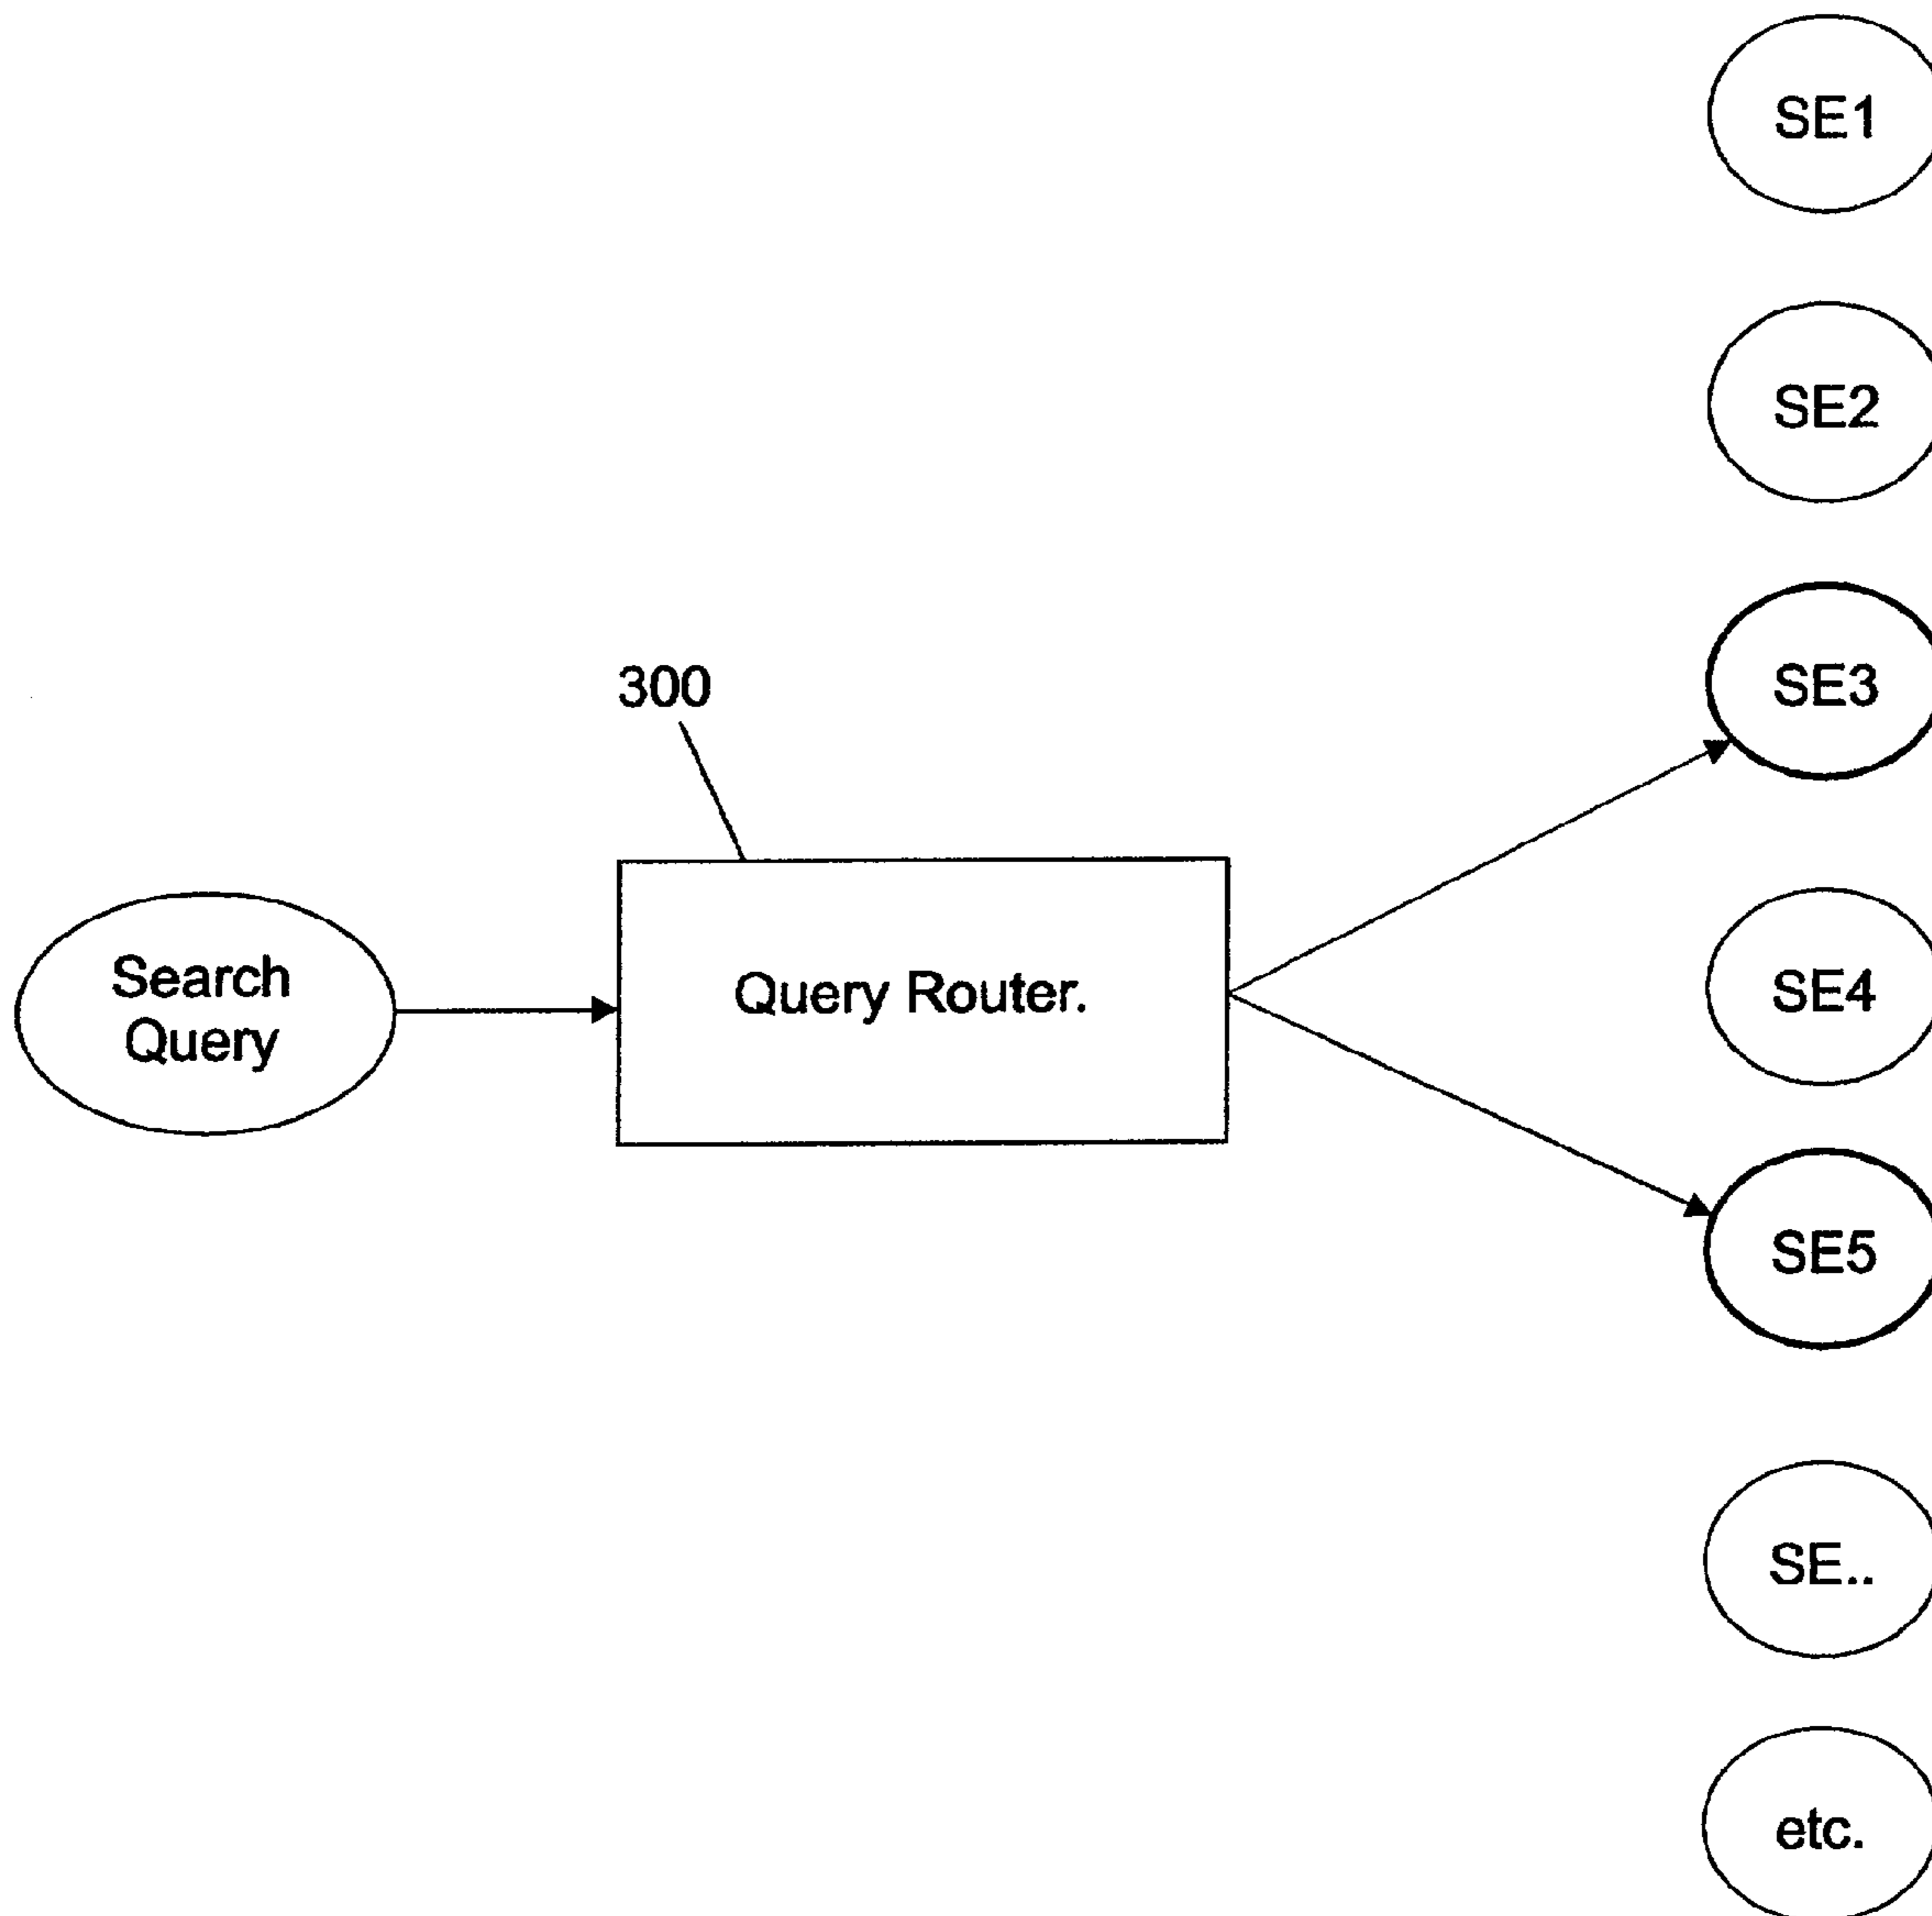 SE1
SE2
SE3
300
Search
Query
Query Router.
SE4
SE5
SE..
etc.